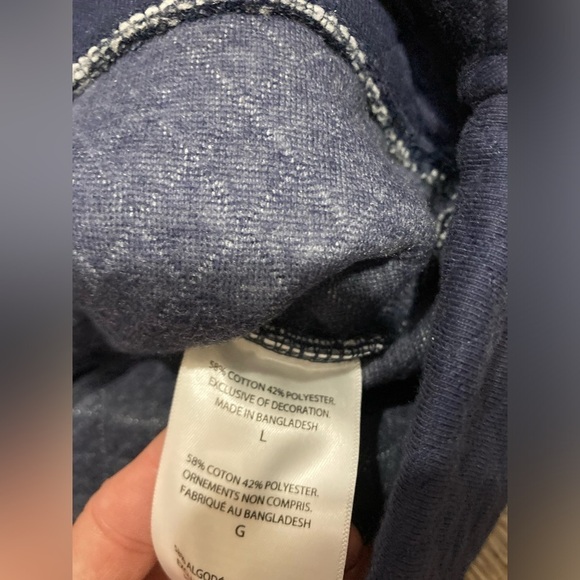 58% COTTON 42% POLYESTER.
EXCLUSIVE OF DECORATION.
MADE IN BANGLADESH
L
58% COTON 42% POLYESTER.
ORNEMENTS NON COMPRIS.
FABRIQUÉ AU BANGLADESH
G